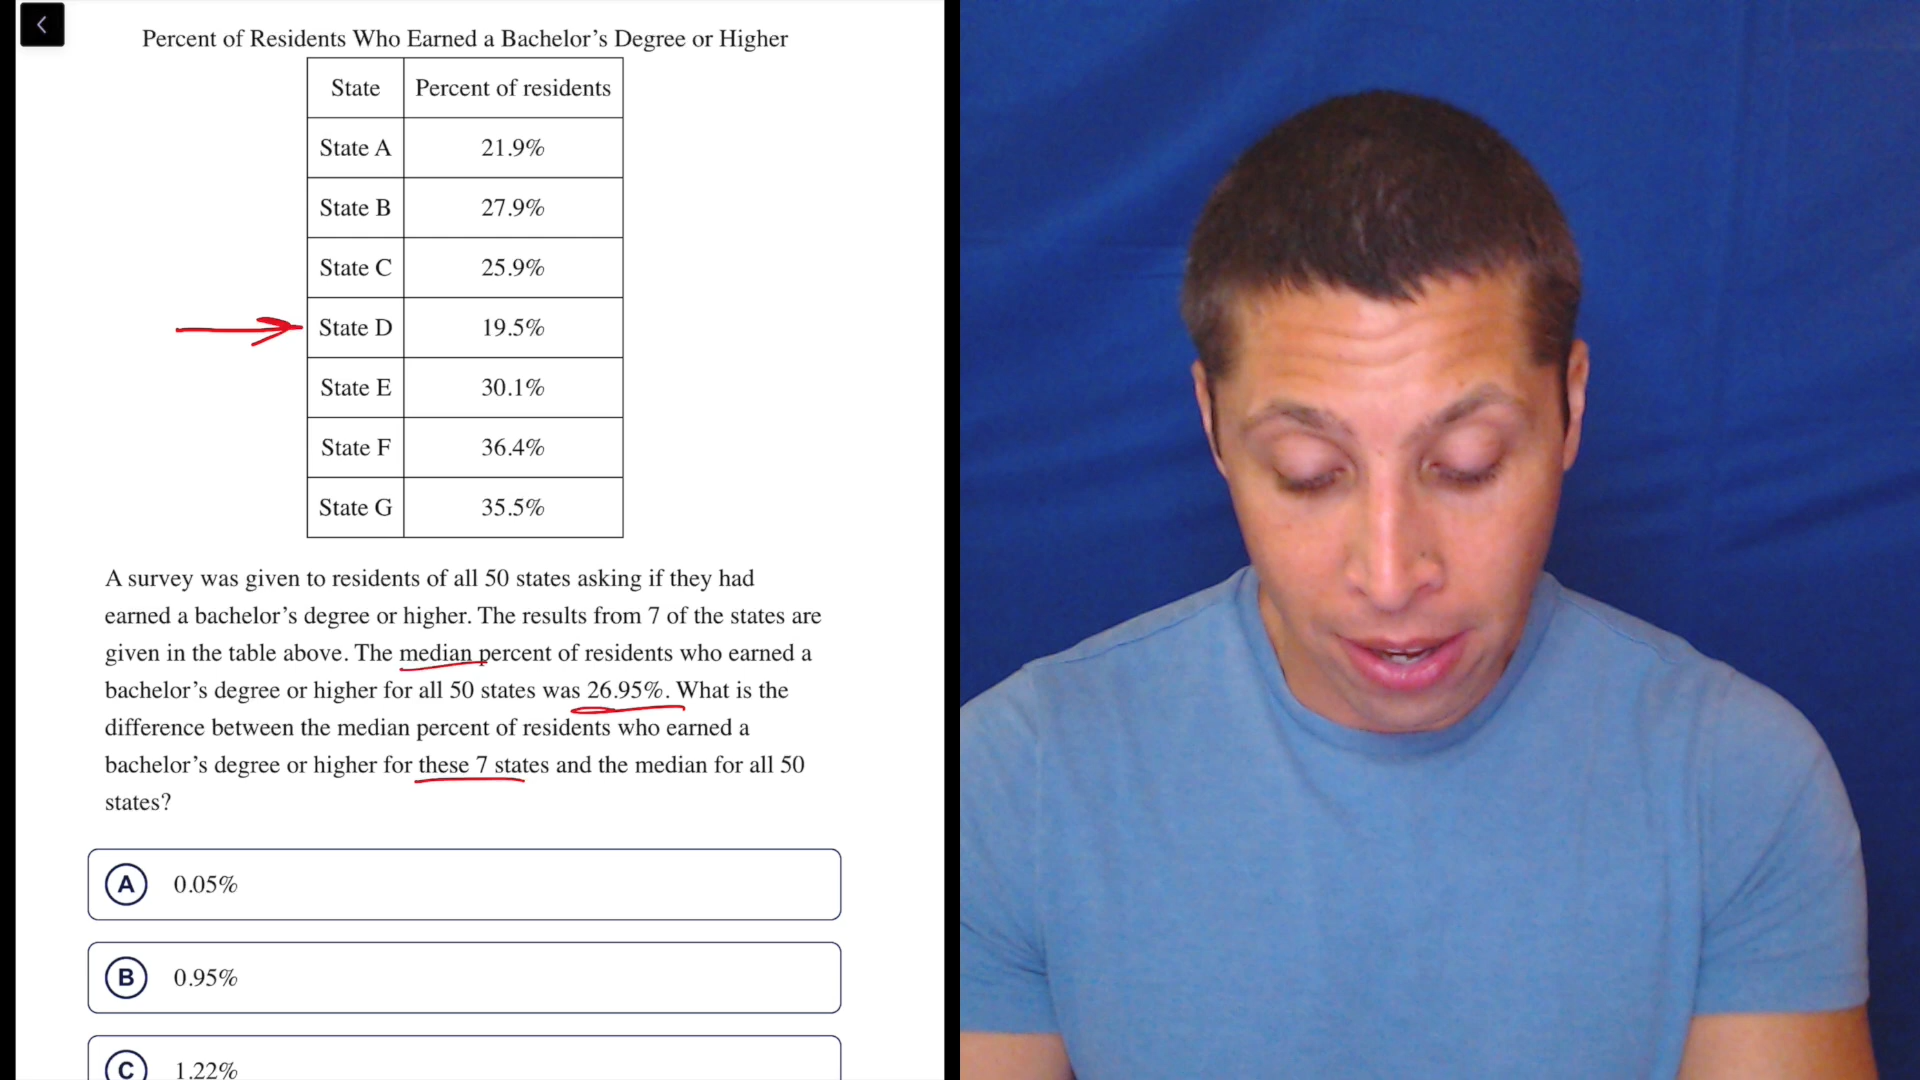 Percent of Residents Who Earned a Bachelor’s Degree or Higher
State Percent of residents
State A 21.9%
State B 27.9%
State C 25.9%
State D 19.5%
State E 30.1%
State F 36.4%
State G 35.5%
A survey was given to residents of all 50 states asking if they had
earned a bachelor’s degree or higher. The results from 7 of the states are
given in the table above. The median percent of residents who earned a
bachelor’s degree or higher for all 50 states was 26.95%. What is the
difference between the median percent of residents who earned a
bachelor’s degree or higher for these 7 states and the median for all 50
states?
A 0.05%
B 0.95%
C 1.22%